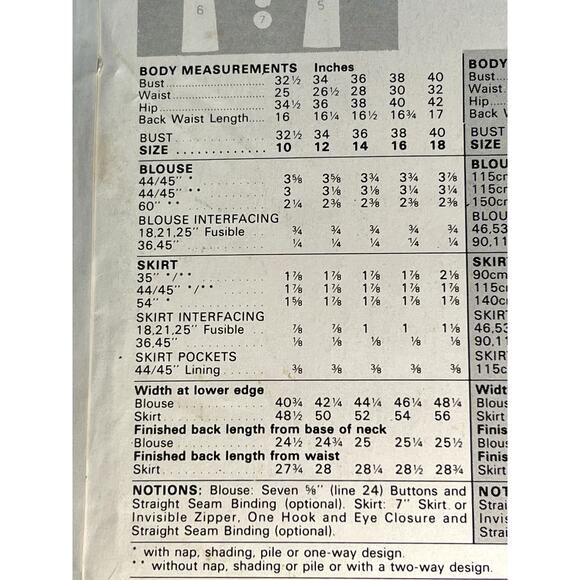 6 7 5
BODY MEASUREMENTS Inches
Bust 32½ 34 36 38 40
Waist 25 26½ 28 30 32
Hip 34½ 36 38 40 42
Back Waist Length 16 16¼ 16½ 16¾ 17
BUST 32½ 34 36 38 40
SIZE 10 12 14 16 18
BLOUSE
44/45'' * 3⅝ 3⅝ 3¾ 3¾ 3⅞
44/45'' ** 3 3⅛ 3⅛ 3¼ 3¼
60'' ** 2¼ 2⅜ 2⅜ 2⅜ 2⅜
BLOUSE INTERFACING
18,21,25'' Fusible ¾ ¾ ¾ ¾ ¾
36,45'' ¼ ¼ ¼ ¼ ¼
SKIRT
35'' */** 1⅞ 1⅞ 1⅞ 1⅞ 2⅛
44/45'' */** 1⅞ 1⅞ 1⅞ 1⅞ 1⅞
54'' * 1⅝ 1⅞ 1⅞ 1⅞ 1⅞
SKIRT INTERFACING
18,21,25'' Fusible ⅞ ⅞ 1 1 1⅛
36,45'' ⅛ ⅛ ⅛ ⅛ ⅛
SKIRT POCKETS
44/45'' Lining ⅜ ⅜ ⅜ ⅜ ⅜
Width at lower edge
Blouse 40¾ 42¼ 44¼ 46¼ 48¼
Skirt 48½ 50 52 54 56
Finished back length from base of neck
Blouse 24½ 24¾ 25 25¼ 25½
Finished back length from waist
Skirt 27¾ 28 28¼ 28½ 28¾
NOTIONS: Blouse: Seven ⅝'' (line 24) Buttons and
Straight Seam Binding (optional). Skirt: 7'' Skirt or
Invisible Zipper, One Hook and Eye Closure and
Straight Seam Binding (optional).
* with nap, shading, pile or one-way design.
** without nap, shading or pile or with a two-way design.
BODY
Bust
Waist
Hip
Back W
BUST
SIZE
BLOU
115cm
115cm
150cm
BLOU
46,53
90,11
SKIRT
90cm
115cm
140cm
SKIRT
46,53
90,11
SKIRT
115c
Width
Blous
Skirt
Finis
Blous
Finis
Skirt
NOT
Straig
Invis
Straig